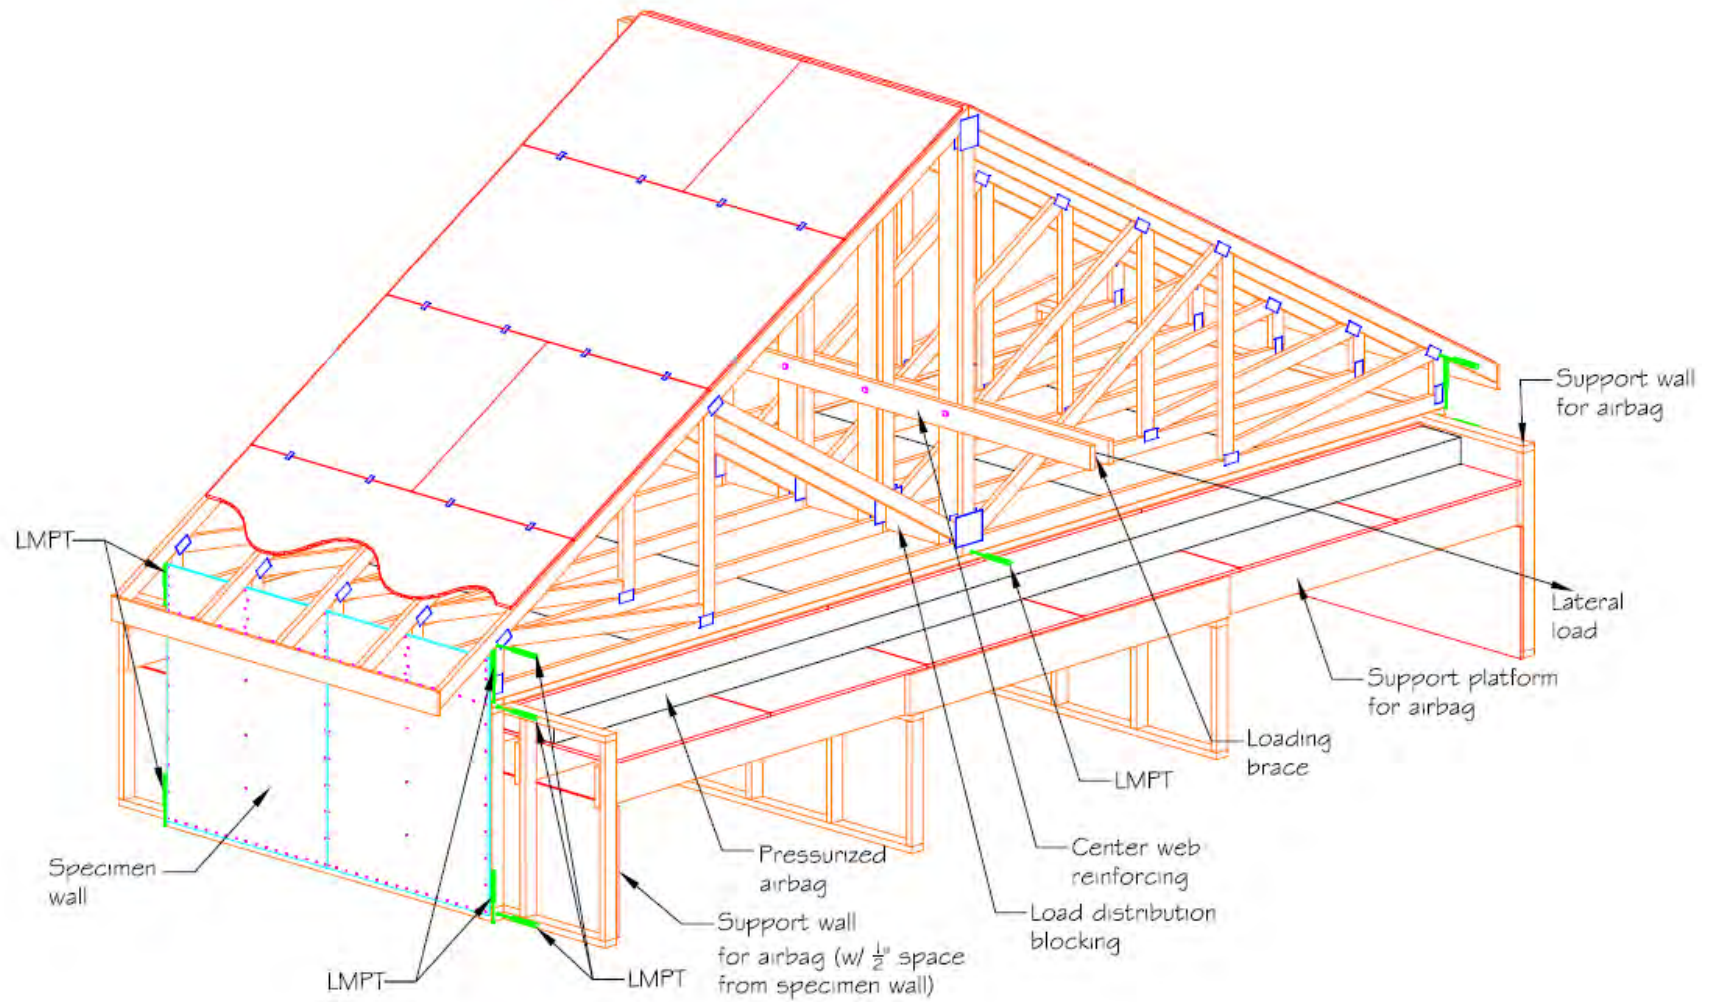 Support wall
for airbag
LMPT
Lateral
load
Support platform
for airbag
Loading
brace
LMPT
Center web
reinforcing
Pressurized
airbag
Specimen
wall
Load distribution
blocking
Support wall
for airbag (w/ ½" space
from specimen wall)
LMPT
LMPT